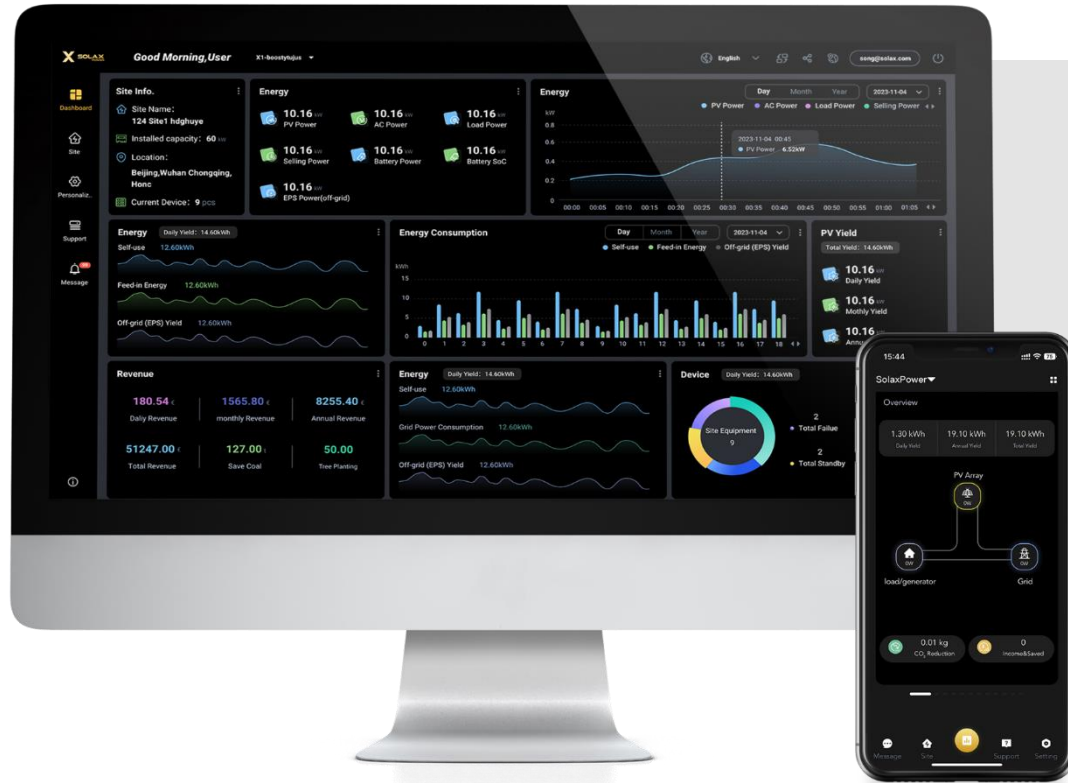 SOLAX
Good Morning,User
X1-boostytujus
English
song@solax.com
Dashboard
Site
Personaliz..
Support
Message
Site Info.
Site Name:
124 Site1 hdghuye
Installed capacity: 60 kW
Location:
Beijing,Wuhan Chongqing,
Honc
Current Device: 9 pcs
Energy
10.16 kW
PV Power
10.16 kW
AC Power
10.16 kW
Load Power
10.16 kW
Selling Power
10.16 kW
Battery Power
10.16 kW
Battery SoC
10.16 kW
EPS Power(off-grid)
Energy
Day Month Year
2023-11-04
PV Power AC Power Load Power Selling Power
kW
0.8
0.6
0.4
0.2
0
2023-11-04 00:45
PV Power 6.52kW
00:00 00:05 00:10 00:15 00:20 00:25 00:30 00:35 00:40 00:45 00:50 00:55 01:00 01:05
Energy
Daily Yield: 14.60kWh
Self-use 12.60kWh
Feed-in Energy 12.60kWh
Off-grid (EPS) Yield 12.60kWh
Energy Consumption
Day Month Year
2023-11-04
Self-use Feed-in Energy Off-grid (EPS) Yield
kWh
15
10
5
0
0 1 2 3 4 5 6 7 8 9 10 11 12 13 14 15 16 17 18
PV Yield
Total Yield: 14.60kWh
10.16 kW
Daily Yield
10.16 kW
Mothly Yield
10.16
Revenue
180.54 €
Daliy Revenue
1565.80 €
monthly Revenue
8255.40 €
Annual Revenue
51247.00 €
Total Revenue
127.00
Save Coal
50.00
Tree Planting
Energy
Daily Yield: 14.60kWh
Self-use 12.60kWh
Grid Power Consumption 12.60kWh
Off-grid (EPS) Yield 12.60kWh
Device
Daily Yield: 14.60kWh
Site Equipment
9
2
Total Failue
2
Total Standby
15:44
SolaxPower
Overview
1.30 kWh
Daily Yield
19.10 kWh
Annual Yield
19.10 kWh
Total Yield
PV Array
0W
0W
load/generator
0W
Grid
0.01 kg
CO₂ Reduction
0
Income&Saved
Message
Site
Support
Setting